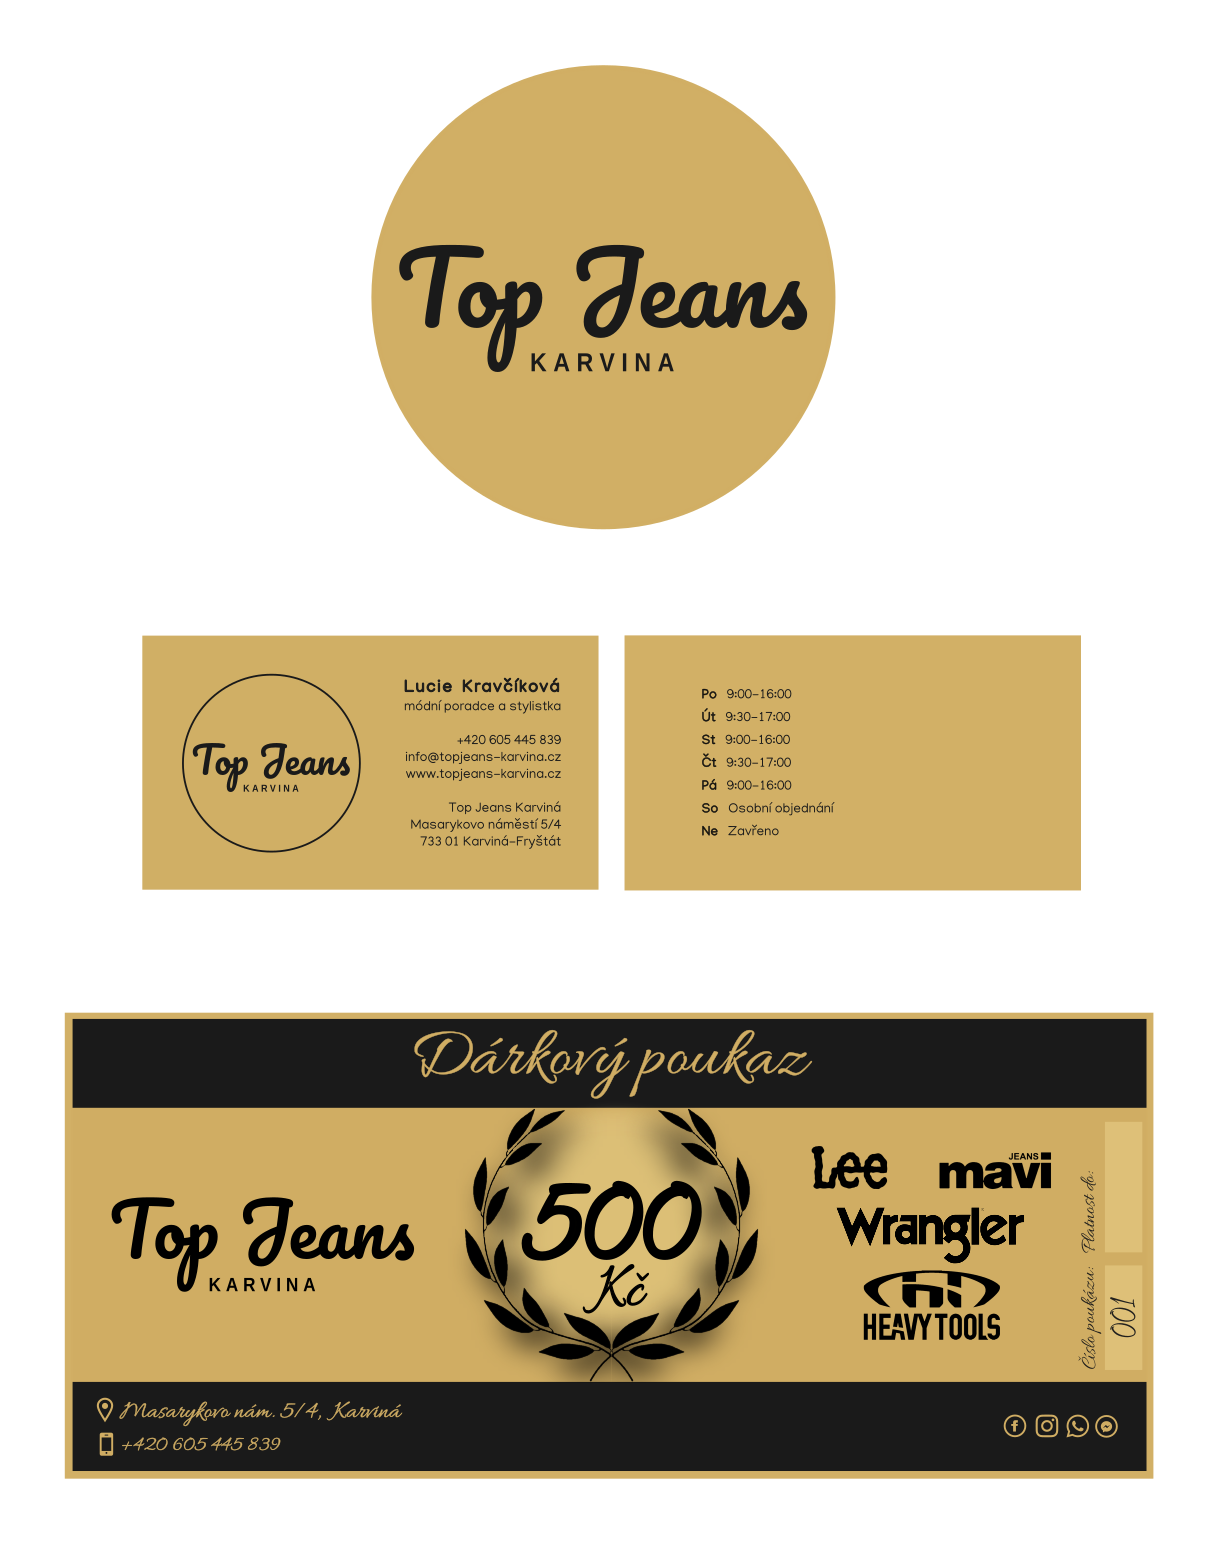 Top Jeans
KARVINA
Top Jeans
KARVINA
Lucie Kravčíková
módní poradce a stylistka
+420 605 445 839
info@topjeans-karvina.cz
www.topjeans-karvina.cz
Top Jeans Karviná
Masarykovo náměstí 5/4
733 01 Karviná-Fryštát
Po 9:00-16:00
Út 9:30-17:00
St 9:00-16:00
Čt 9:30-17:00
Pá 9:00-16:00
So Osobní objednání
Ne Zavřeno
Dárkový poukaz
Top Jeans
KARVINA
500
Kč
Lee
JEANS
mavi
Wrangler
HEAVY TOOLS
Platnost do:
Číslo poukázu:
001
Masarykovo nám. 5/4, Karviná
+420 605 445 839